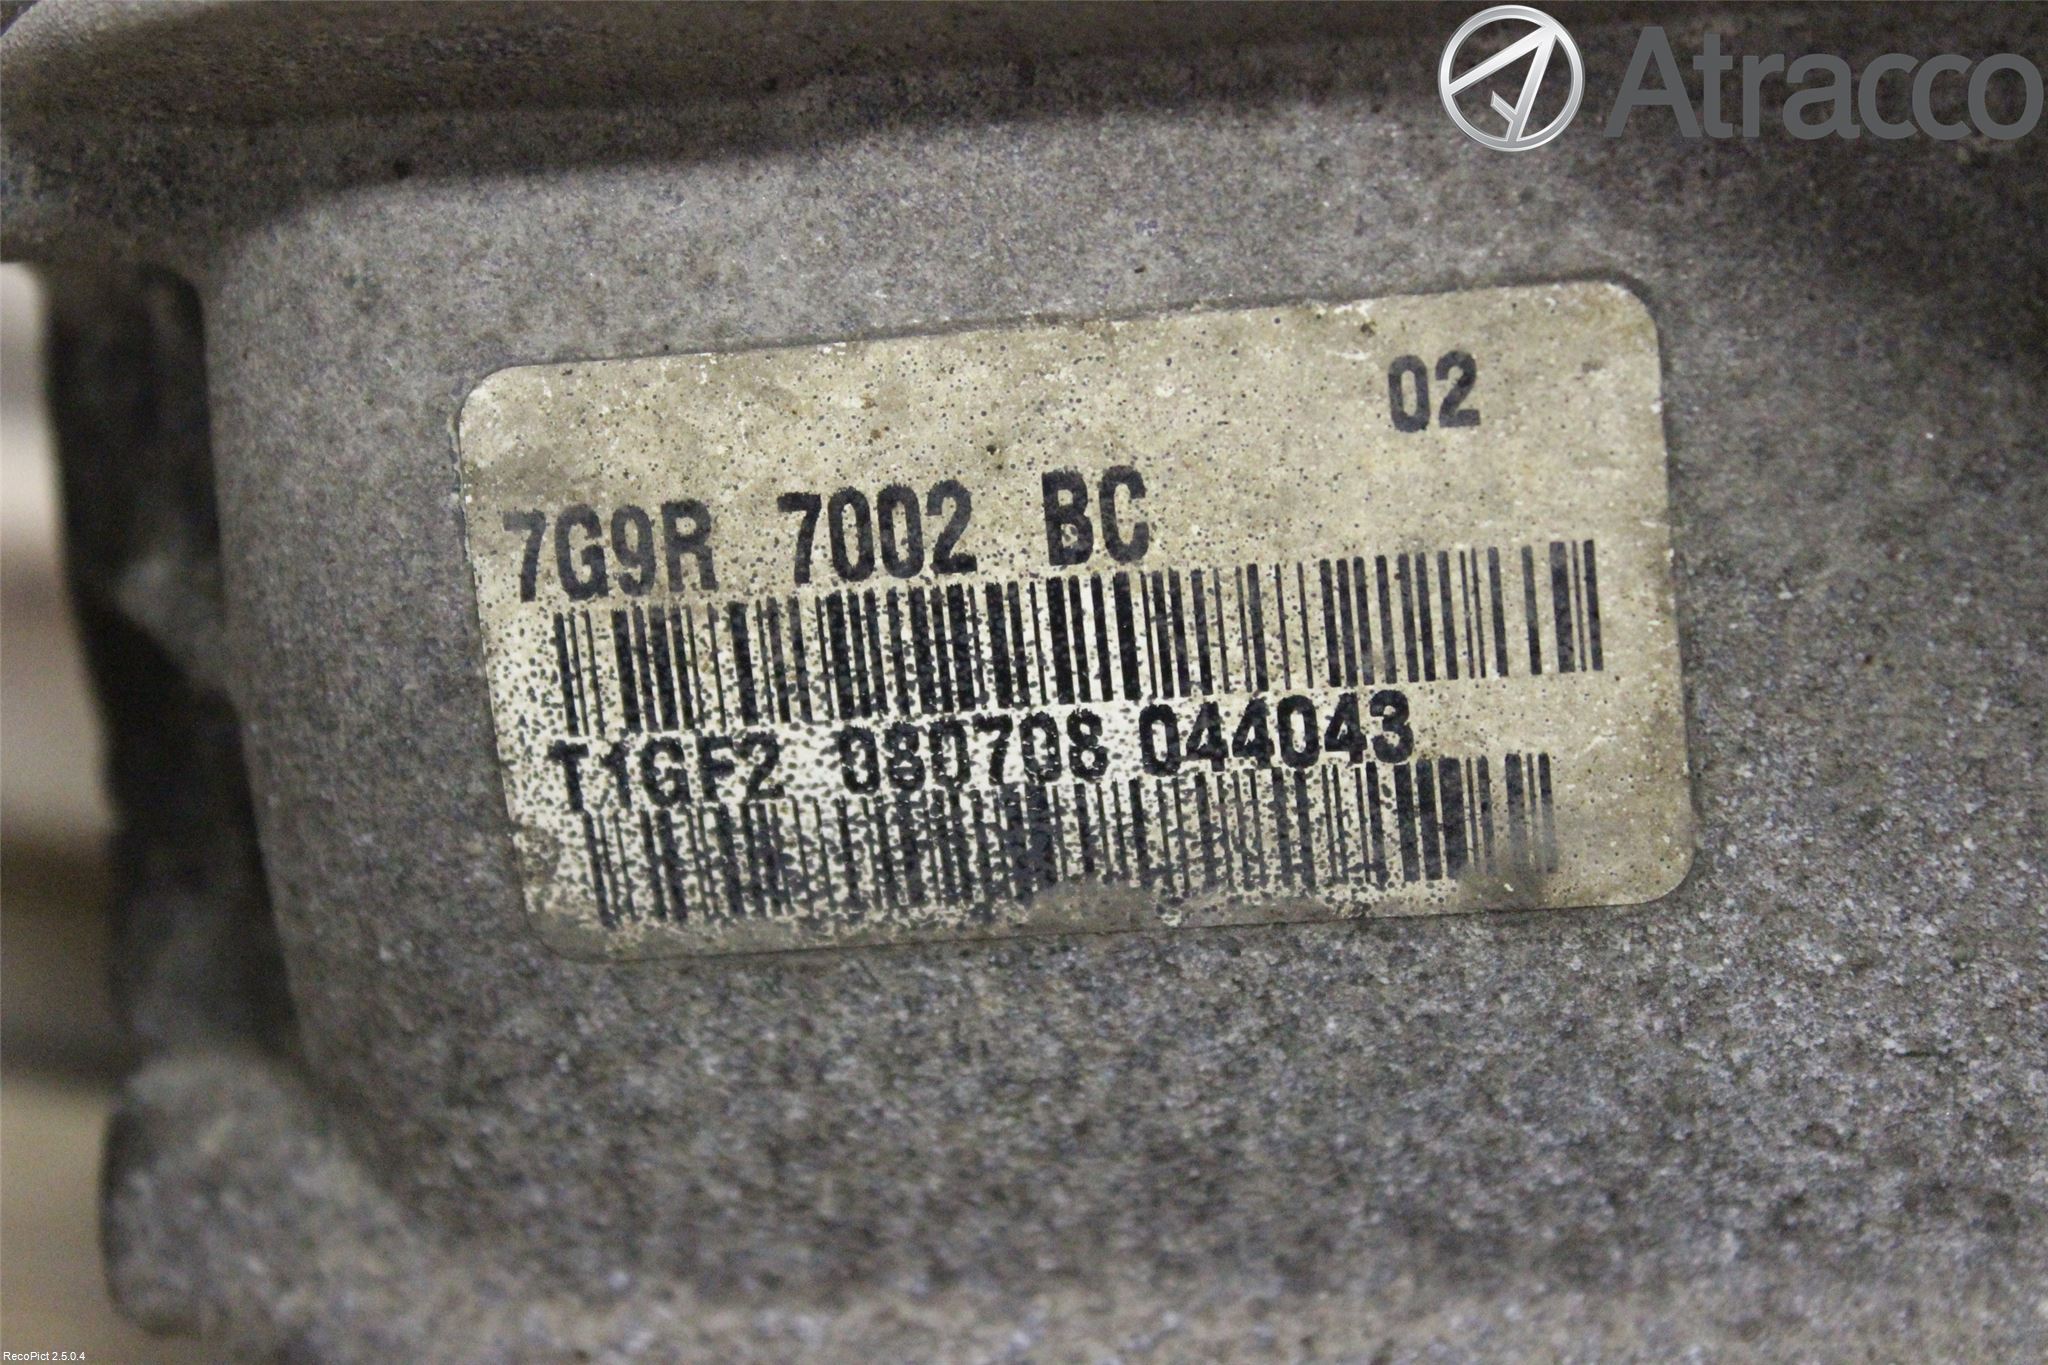 Atracco
02
7G9R 7002 BC
T1GF2 080708 044043
RecoPict 2.5.0.4